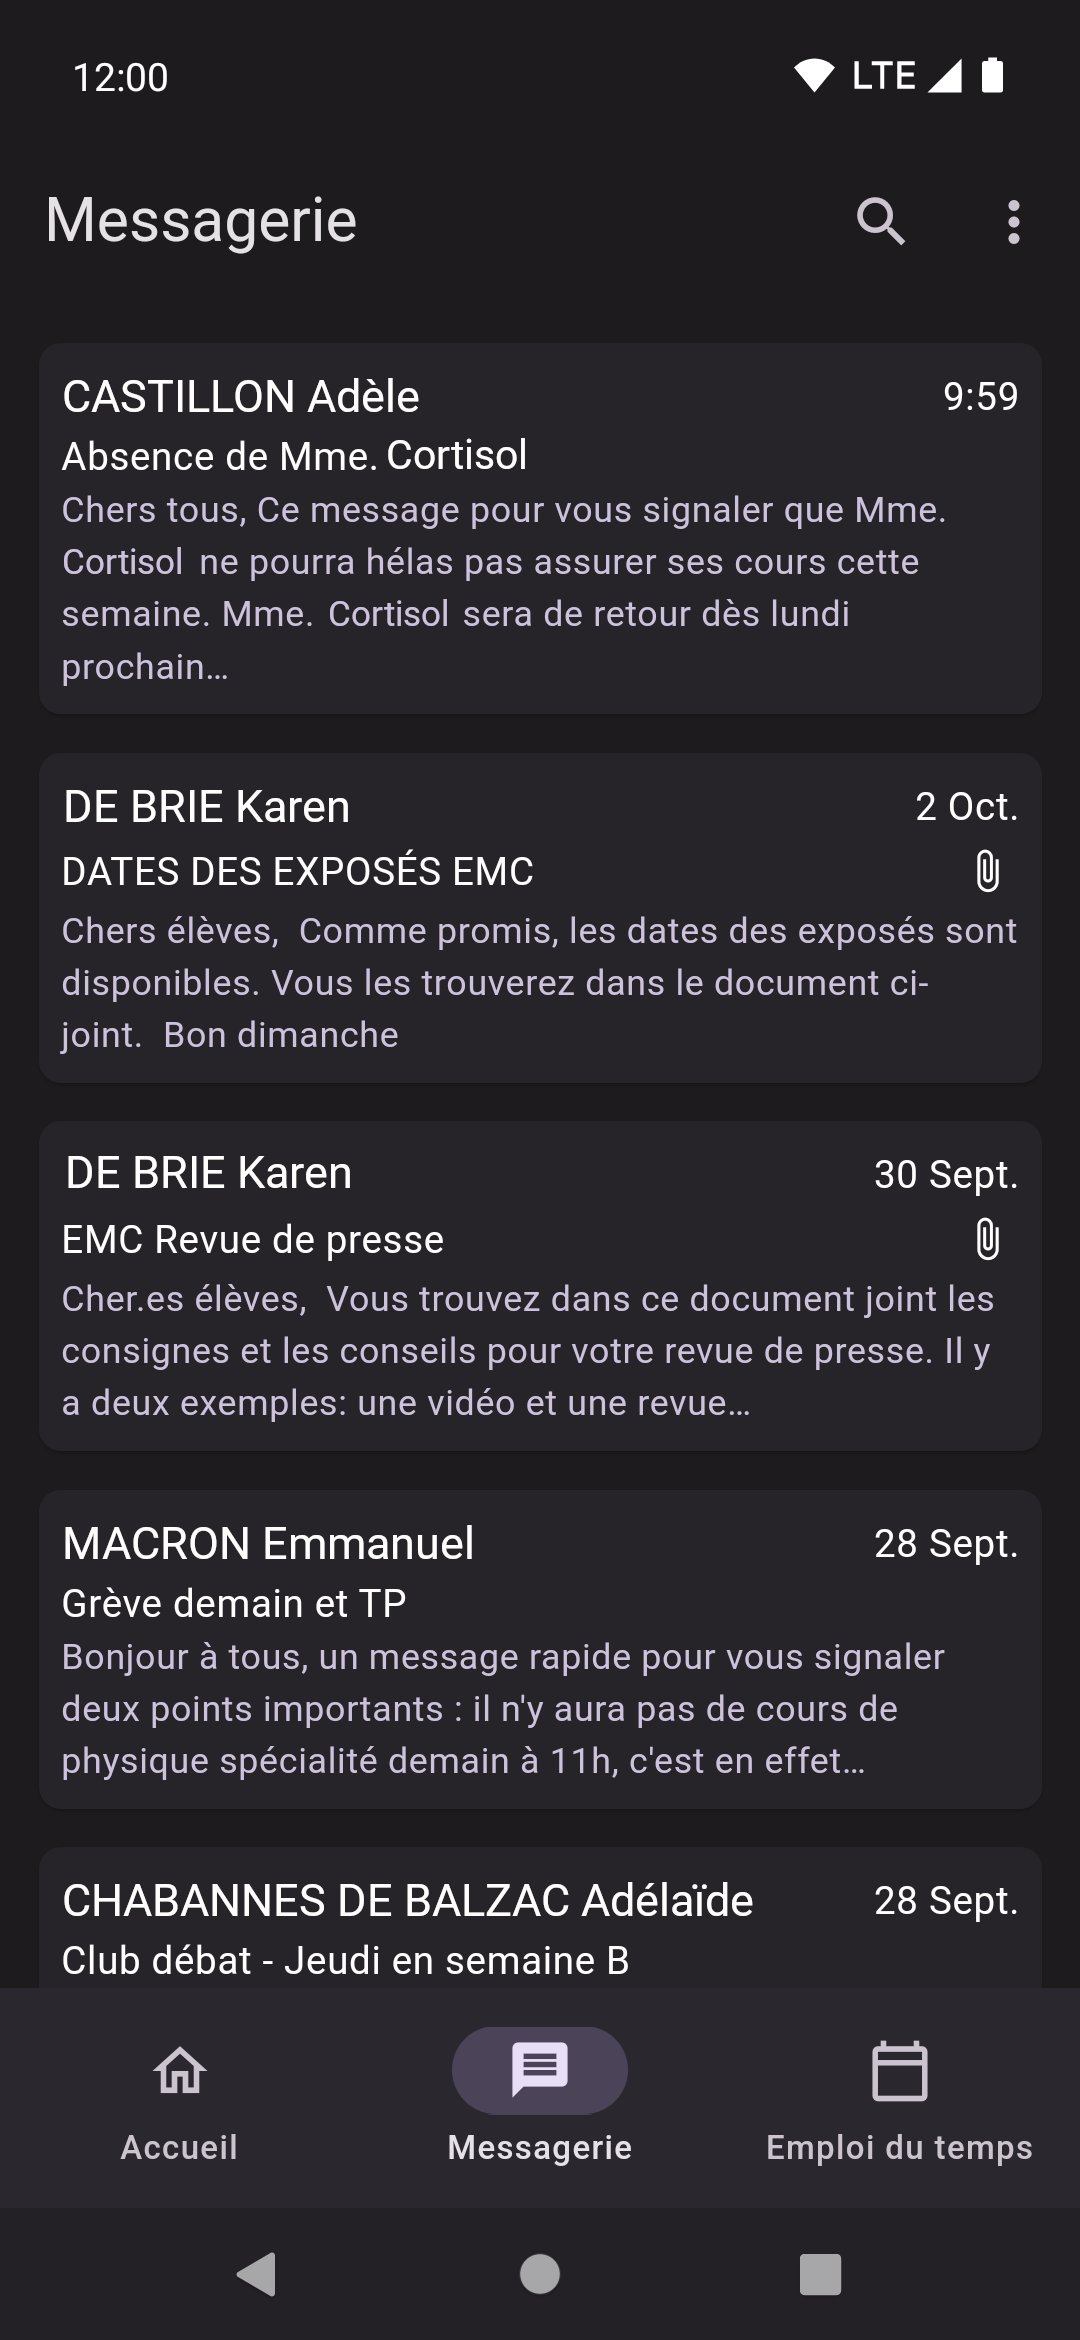 12:00 LTE
Messagerie
CASTILLON Adèle 9:59
Absence de Mme. Cortisol
Chers tous, Ce message pour vous signaler que Mme.
Cortisol ne pourra hélas pas assurer ses cours cette
semaine. Mme. Cortisol sera de retour dès lundi
prochain…
DE BRIE Karen 2 Oct.
DATES DES EXPOSÉS EMC
Chers élèves, Comme promis, les dates des exposés sont
disponibles. Vous les trouverez dans le document ci-
joint. Bon dimanche
DE BRIE Karen 30 Sept.
EMC Revue de presse
Cher.es élèves, Vous trouvez dans ce document joint les
consignes et les conseils pour votre revue de presse. Il y
a deux exemples: une vidéo et une revue…
MACRON Emmanuel 28 Sept.
Grève demain et TP
Bonjour à tous, un message rapide pour vous signaler
deux points importants : il n'y aura pas de cours de
physique spécialité demain à 11h, c'est en effet…
CHABANNES DE BALZAC Adélaïde 28 Sept.
Club débat - Jeudi en semaine B
Accueil Messagerie Emploi du temps